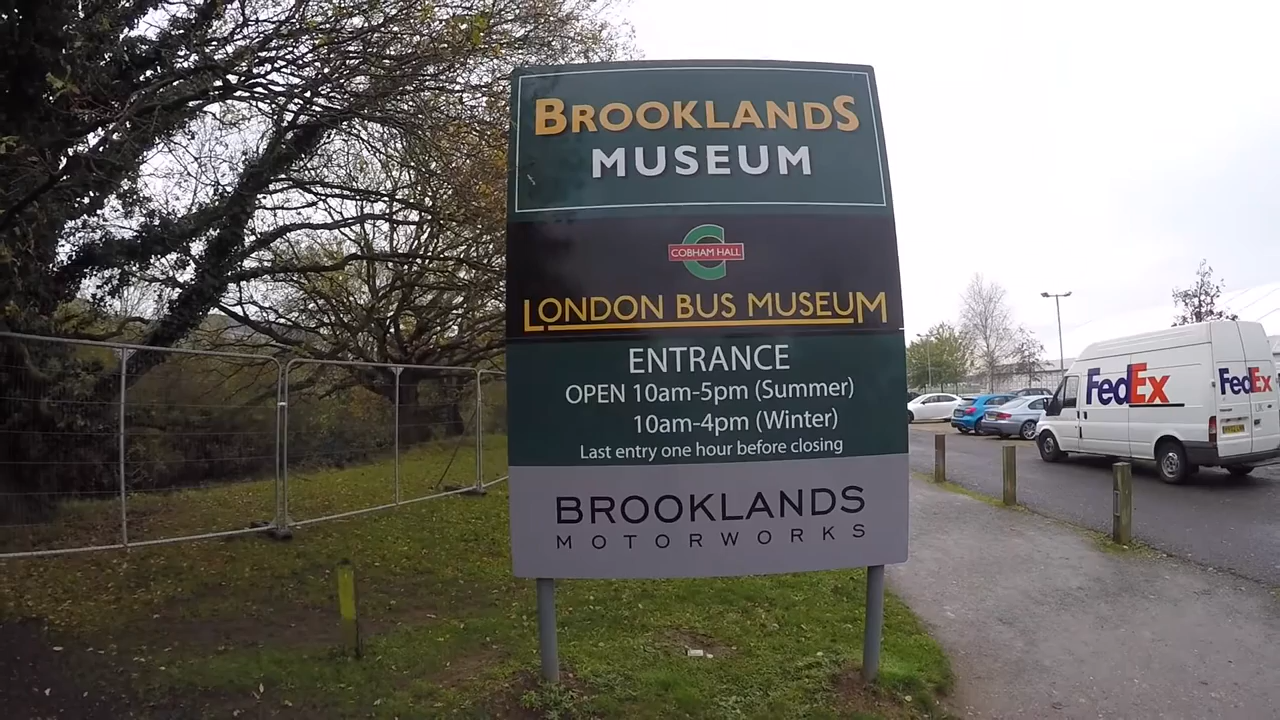 BROOKLANDS
MUSEUM
COBHAM HALL
LONDON BUS MUSEUM
ENTRANCE
OPEN 10am-5pm (Summer)
10am-4pm (Winter)
Last entry one hour before closing
BROOKLANDS
MOTORWORKS
FedEx
FedEx